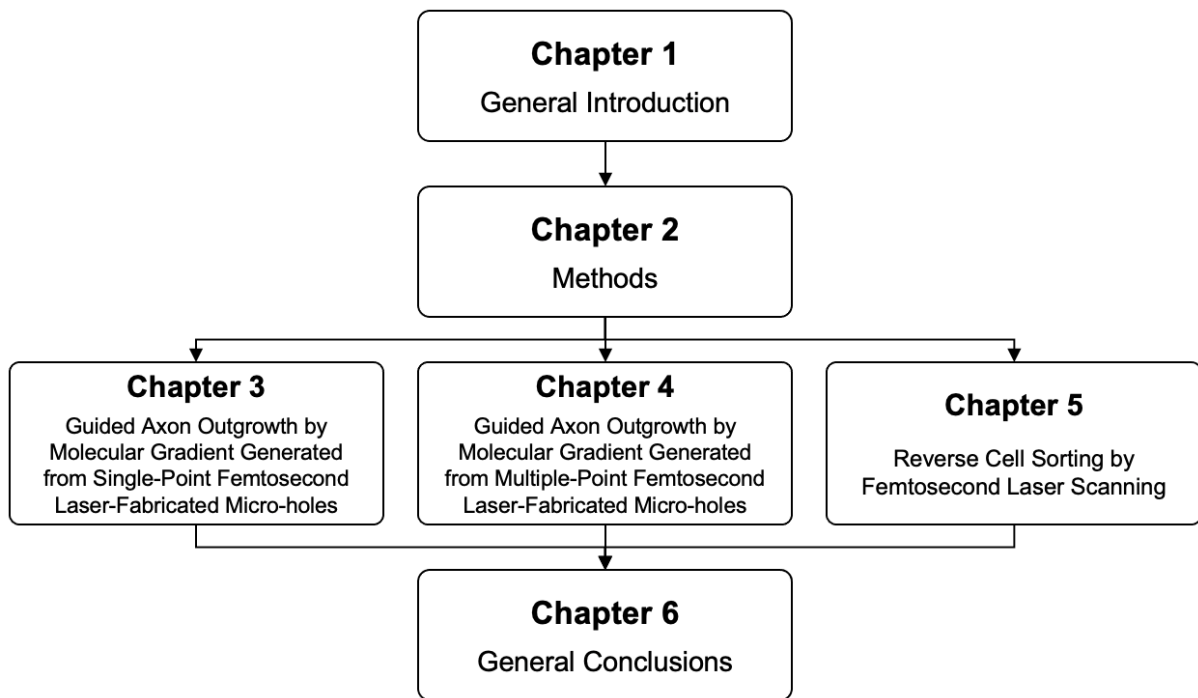 Chapter 1
General Introduction
Chapter 2
Methods
Chapter 3
Guided Axon Outgrowth by
Molecular Gradient Generated
from Single-Point Femtosecond
Laser-Fabricated Micro-holes
Chapter 4
Guided Axon Outgrowth by
Molecular Gradient Generated
from Multiple-Point Femtosecond
Laser-Fabricated Micro-holes
Chapter 5
Reverse Cell Sorting by
Femtosecond Laser Scanning
Chapter 6
General Conclusions